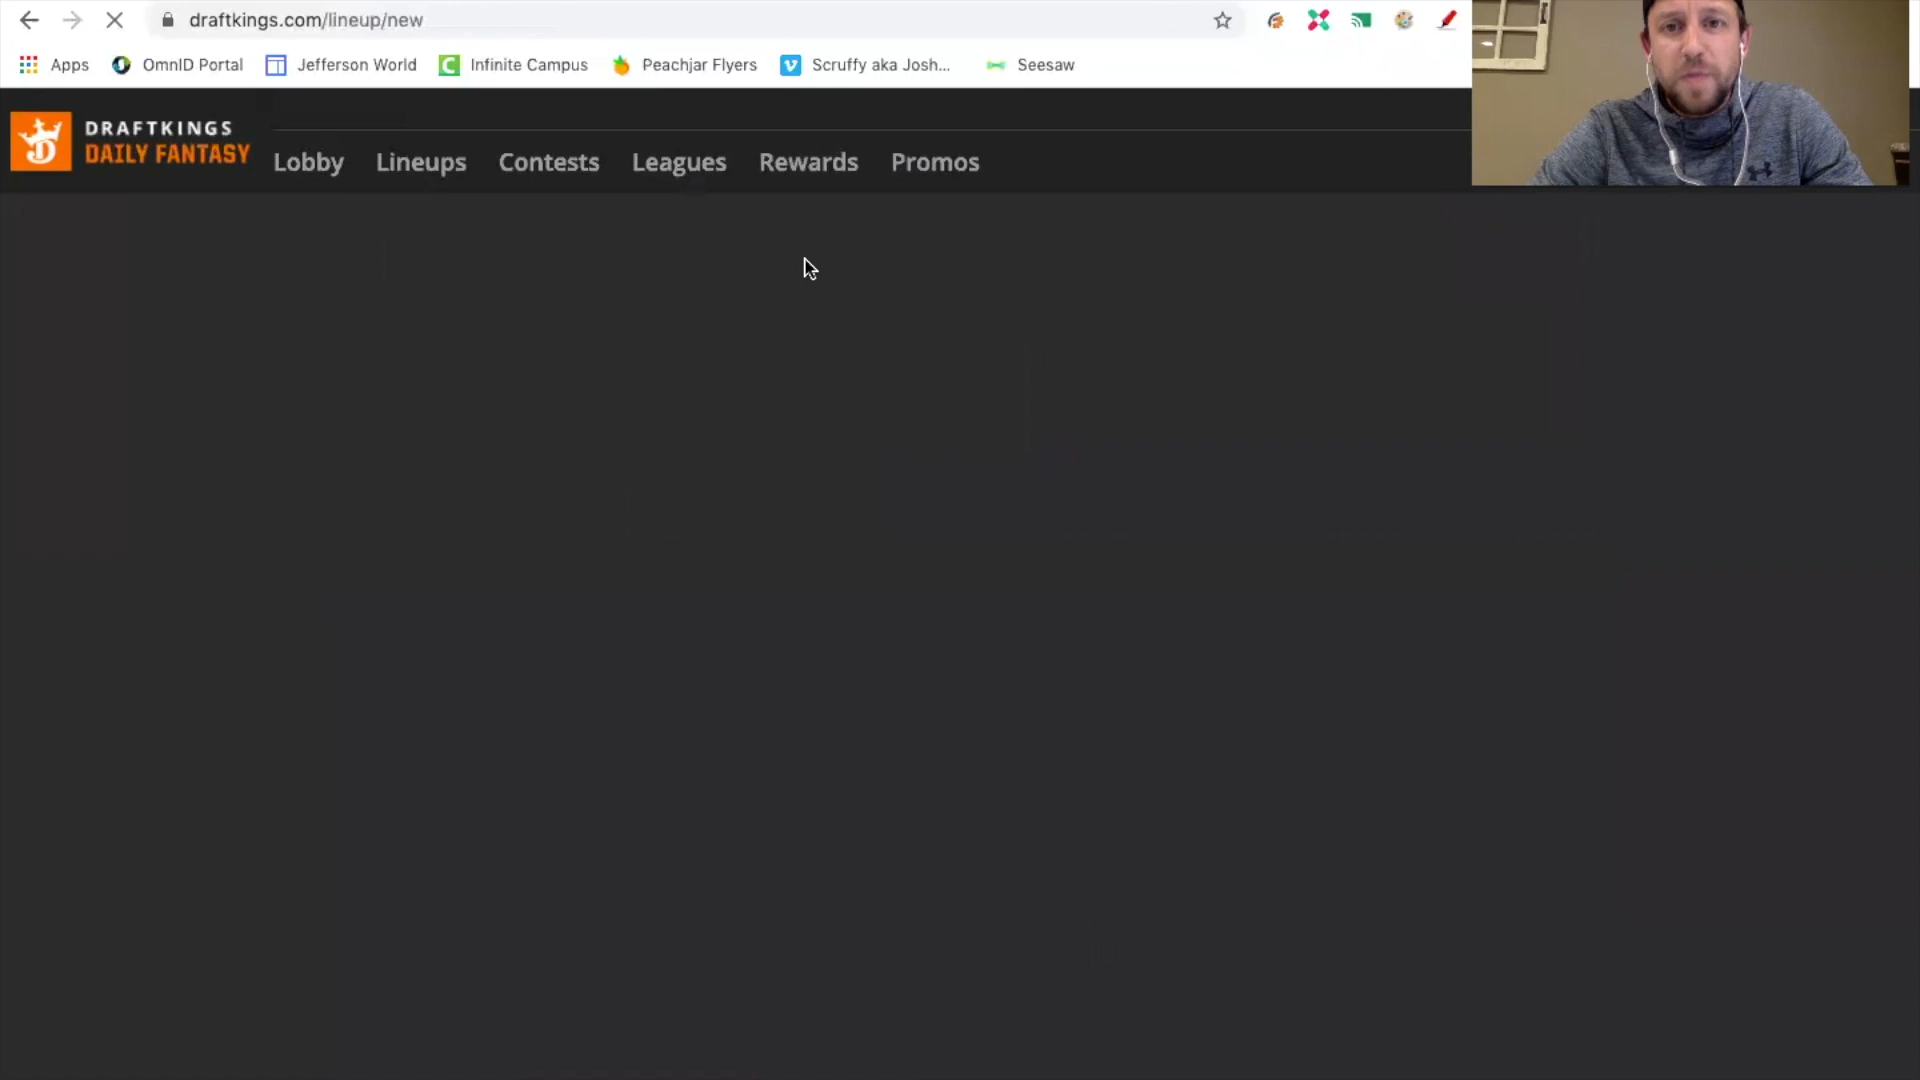 draftkings.com/lineup/new
Apps OmnID Portal Jefferson World Infinite Campus Peachjar Flyers Scruffy aka Josh... Seesaw
DRAFTKINGS
DAILY FANTASY
Lobby Lineups Contests Leagues Rewards Promos